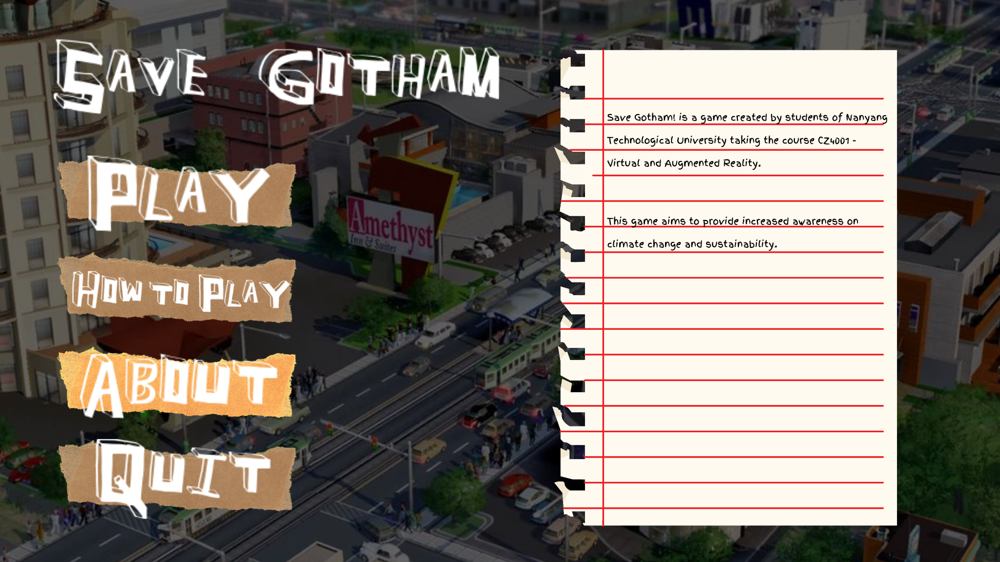 SAVE GOTHAM
PLAY
HOW TO PLAY
ABOUT
QUIT
Save Gotham! is a game created by students of Nanyang
Technological University taking the course CZ4001 -
Virtual and Augmented Reality.
This game aims to provide increased awareness on
climate change and sustainability.
Amethyst
Inn & Suites